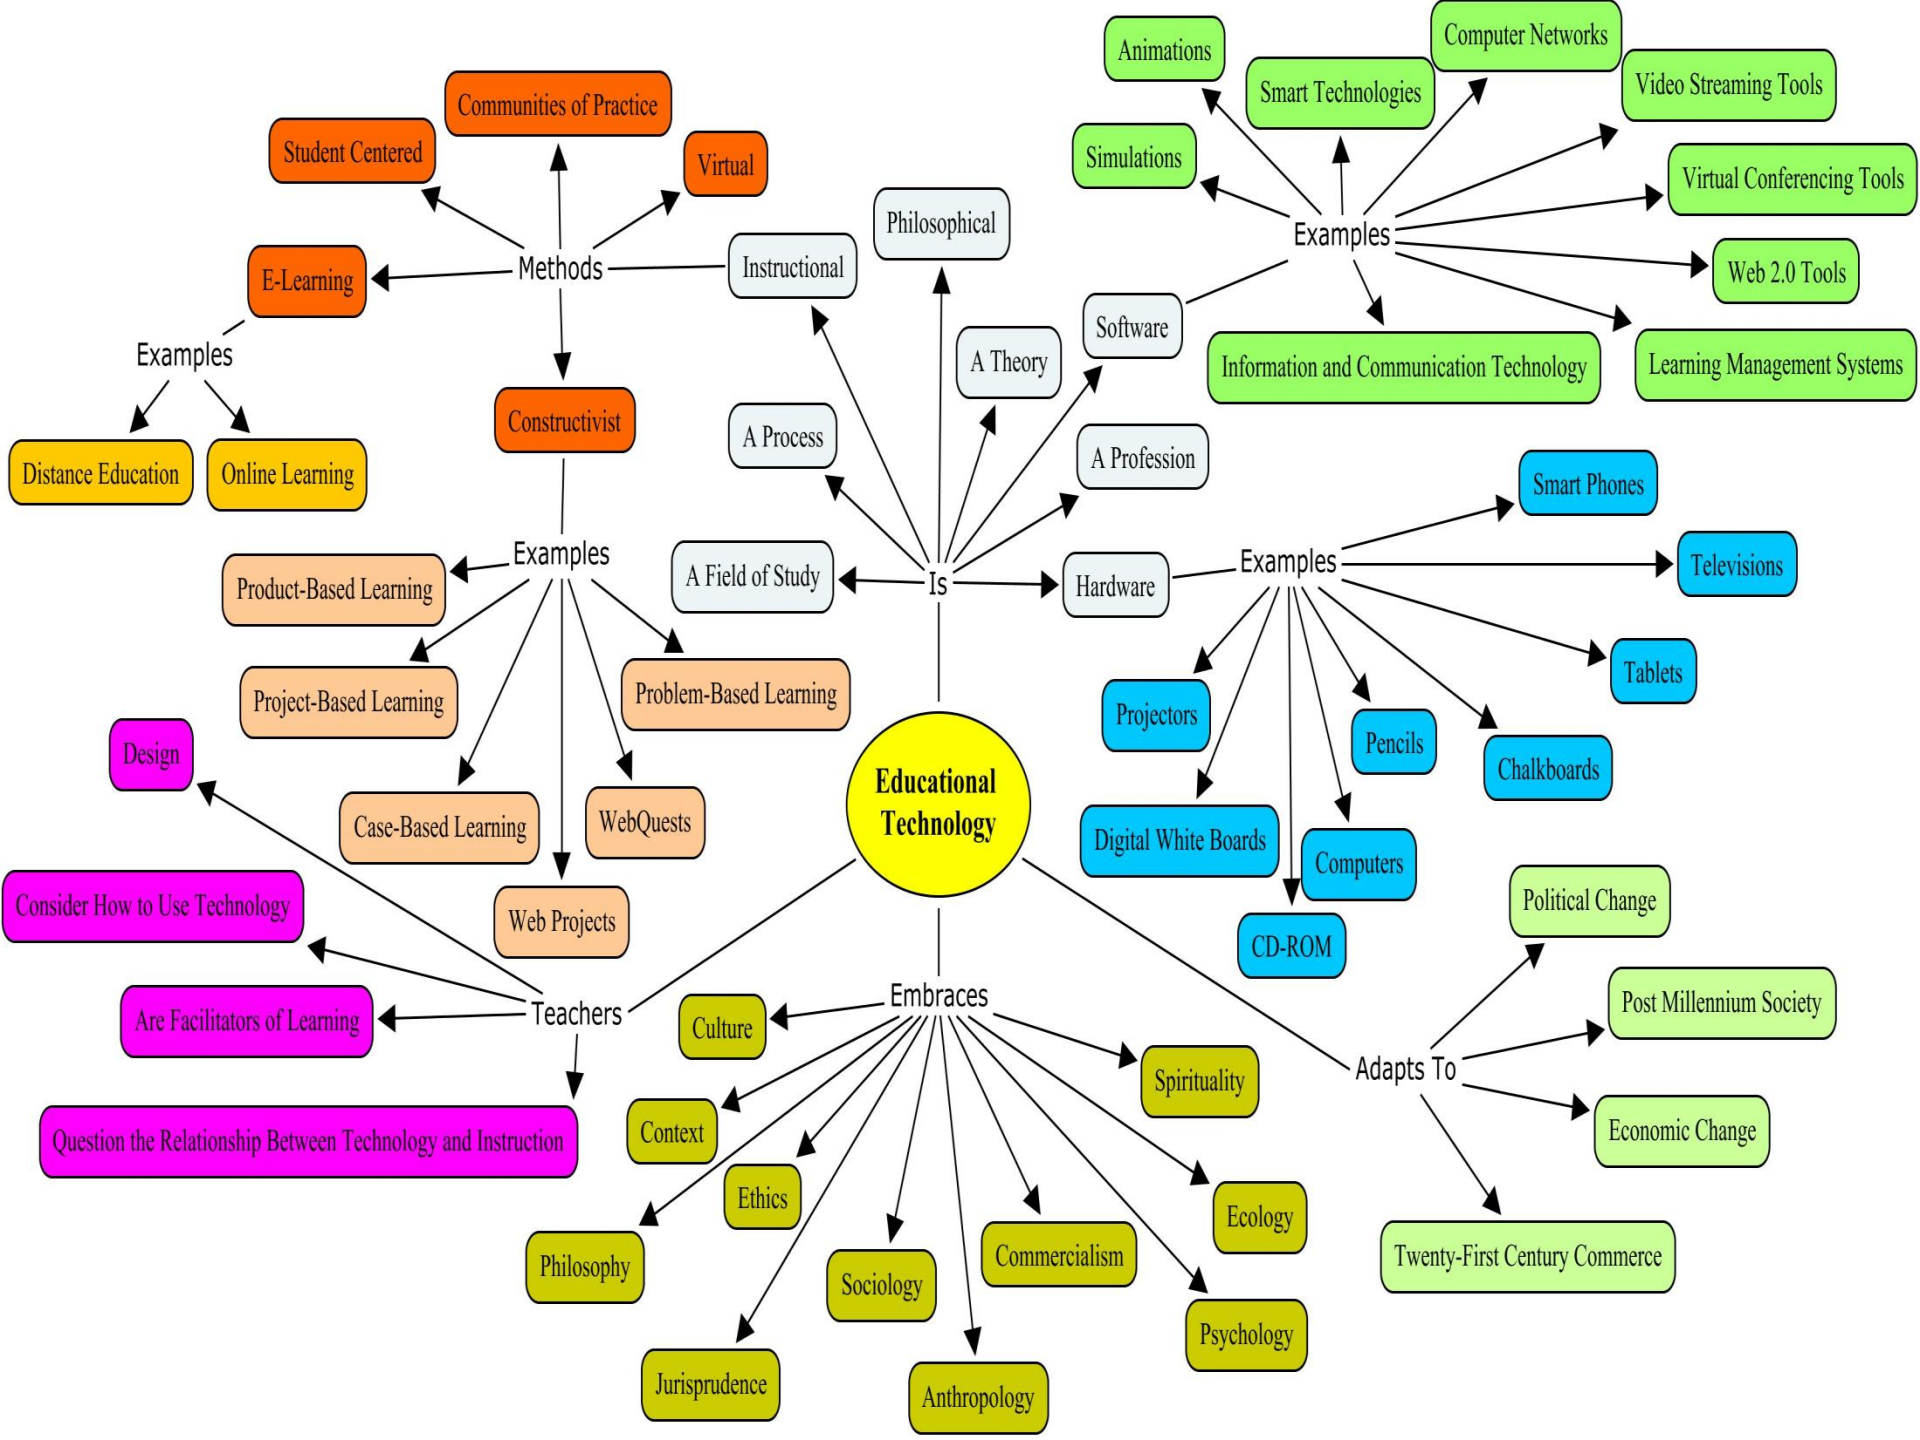 Computer Networks
Animations
Communities of Practice
Smart Technologies
Video Streaming Tools
Student Centered
Virtual
Simulations
Virtual Conferencing Tools
Philosophical
Examples
Methods
Instructional
E-Learning
Web 2.0 Tools
Software
Examples
A Theory
Information and Communication Technology
Learning Management Systems
Constructivist
A Process
A Profession
Distance Education
Online Learning
Smart Phones
Examples
Product-Based Learning
A Field of Study
Is
Hardware
Examples
Televisions
Project-Based Learning
Problem-Based Learning
Tablets
Projectors
Pencils
Design
Chalkboards
Educational
Technology
Case-Based Learning
WebQuests
Digital White Boards
Computers
Consider How to Use Technology
Web Projects
CD-ROM
Political Change
Are Facilitators of Learning
Teachers
Culture
Embraces
Post Millennium Society
Spirituality
Adapts To
Question the Relationship Between Technology and Instruction
Context
Economic Change
Ethics
Ecology
Philosophy
Sociology
Commercialism
Twenty-First Century Commerce
Psychology
Jurisprudence
Anthropology